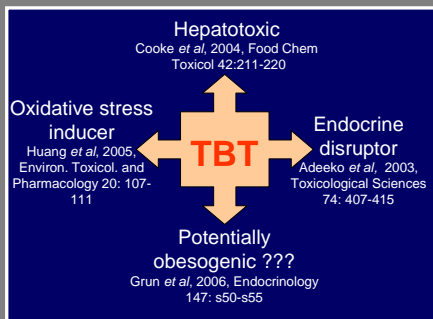 Hepatotoxic
Cooke et al, 2004, Food Chem
Toxicol 42:211-220
Oxidative stress
inducer
Huang et al, 2005,
Environ. Toxicol. and
Pharmacology 20: 107-
111
TBT
Endocrine
disruptor
Adeeko et al, 2003,
Toxicological Sciences
74: 407-415
Potentially
obesogenic ???
Grun et al, 2006, Endocrinology
147: s50-s55